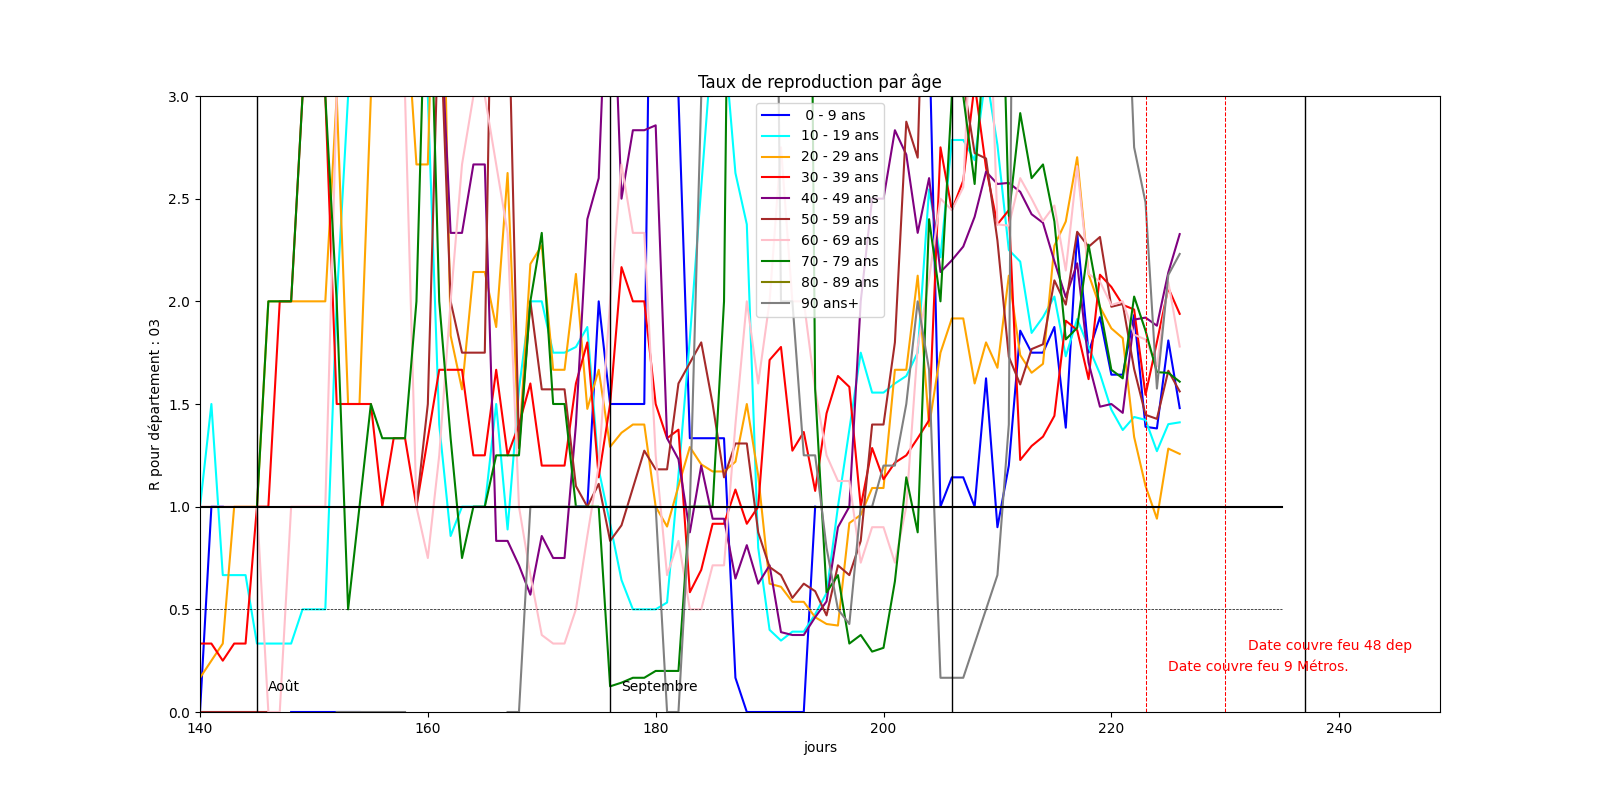 Taux de reproduction par âge
R pour département : 03
3.0
2.5
2.0
1.5
1.0
0.5
0.0
0 - 9 ans
10 - 19 ans
20 - 29 ans
30 - 39 ans
40 - 49 ans
50 - 59 ans
60 - 69 ans
70 - 79 ans
80 - 89 ans
90 ans+
Date couvre feu 48 dep
Date couvre feu 9 Métros.
Août
Septembre
140
160
180
200
220
240
jours